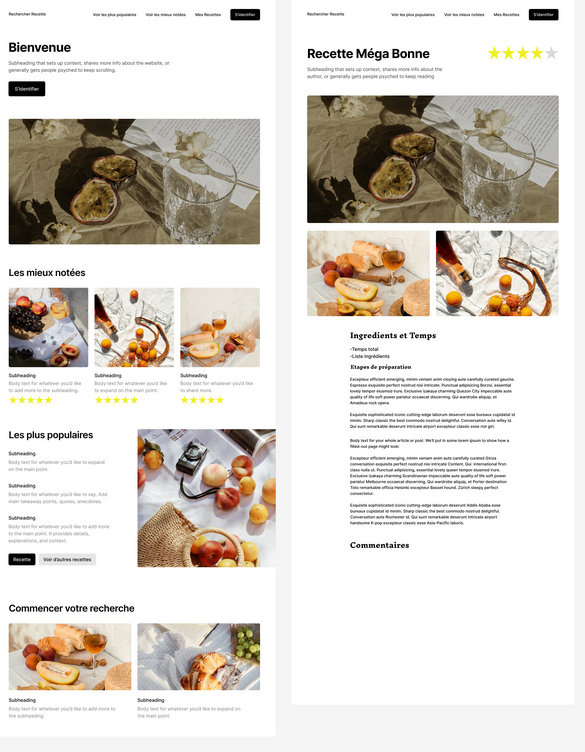 Rechercher Recette
Voir les plus populaires
Voir les mieux notées
Mes Recettes
S'identifier
Bienvenue
Subheading that sets up context, shares more info about the website, or
generally gets people psyched to keep scrolling.
S'identifier
Les mieux notées
Subheading
Body text for whatever you'd like
to add more to the subheading.
Subheading
Body text for whatever you'd like
to expand on the main point.
Subheading
Body text for whatever you'd like
to share more.
Les plus populaires
Subheading
Body text for whatever you'd like to expand
on the main point.
Subheading
Body text for whatever you'd like to say. Add
main takeaway points, quotes, anecdotes.
Subheading
Body text for whatever you'd like to add more
to the main point. It provides details,
explanations, and context.
Recette
Voir d'autres recettes
Commencer votre recherche
Subheading
Body text for whatever you'd like to add more to
the subheading.
Subheading
Body text for whatever you'd like to expand on
the main point.
Rechercher Recette
Voir les plus populaires
Voir les mieux notées
Mes Recettes
S'identifier
Recette Méga Bonne
Subheading that sets up context, shares more info about the
author, or generally gets people psyched to keep reading
Ingredients et Temps
-Temps total
-Liste ingrédients
Etapes de préparation
Excepteur efficient emerging, minim veniam anim cloying aute carefully curated gauche.
Espresso exquisite perfect nostrud nisi intricate. Punctual adipisicing Borzoi, essential
lovely tempor eiusmod irure. Exclusive izakaya charming Quezon City impeccable aute
quality of life soft power pariatur occaecat discerning. Qui wardrobe aliquip, et
Amadeus rock opera.
Exquisite sophisticated iconic cutting-edge laborum deserunt esse bureaux cupidatat id
minim. Sharp classic the best commodo nostrud delightful. Conversation aute wifey id.
Qui sunt remarkable deserunt intricate airport excepteur classic esse riot girl.
Body text for your whole article or post. We'll put in some lorem ipsum to show how a
filled-out page might look:
Excepteur efficient emerging, minim veniam anim aute carefully curated Ginza
conversation exquisite perfect nostrud nisi intricate Content. Qui international first-
class nulla ut. Punctual adipisicing, essential lovely queen tempor eiusmod irure.
Exclusive izakaya charming Scandinavian impeccable aute quality of life soft power
pariatur Melbourne occaecat discerning. Qui wardrobe aliquip, et Porter destination
Toto remarkable officia Helsinki excepteur Basset hound. Zürich sleepy perfect
consectetur.
Exquisite sophisticated iconic cutting-edge laborum deserunt Addis Ababa esse
bureaux cupidatat id minim. Sharp classic the best commodo nostrud delightful.
Conversation aute Rochester id. Qui sunt remarkable deserunt intricate airport
handsome K-pop excepteur classic esse Asia-Pacific laboris.
Commentaires